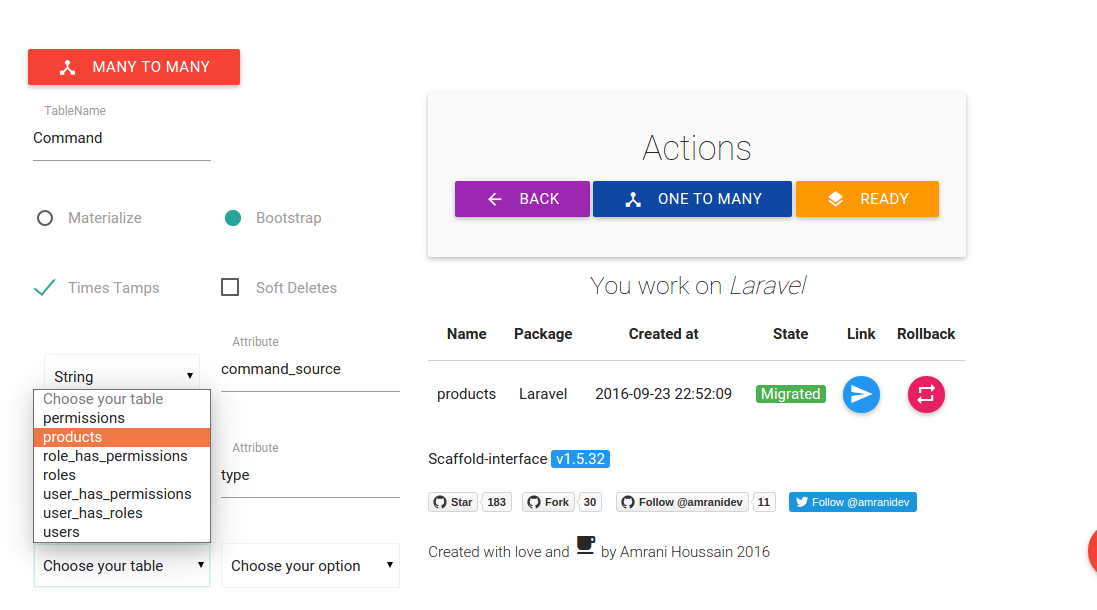 MANY TO MANY
TableName
Command
Materialize
Bootstrap
Times Tamps
Soft Deletes
String
Attribute
command_source
Choose your table
permissions
products
role_has_permissions
roles
user_has_permissions
user_has_roles
users
Attribute
type
Choose your table
Choose your option
Actions
BACK
ONE TO MANY
READY
You work on Laravel
Name Package Created at State Link Rollback
products Laravel 2016-09-23 22:52:09 Migrated
Scaffold-interface v1.5.32
Star 183 Fork 30 Follow @amranidev 11 Follow @amranidev
Created with love and by Amrani Houssain 2016